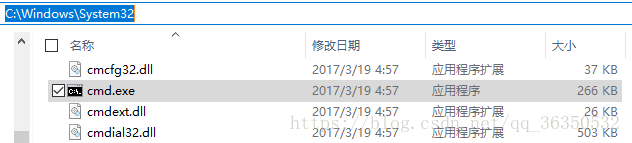 C:\Windows\System32
名称 修改日期 类型 大小
cmcfg32.dll 2017/3/19 4:57 应用程序扩展 37 KB
cmd.exe 2017/3/19 4:57 应用程序 266 KB
cmdext.dll 2017/3/19 4:57 应用程序扩展 26 KB
cmdial32.dll 2017/3/19 4:57 应用程序扩展 503 KB
https://blog.csdn.net/qq_36350532